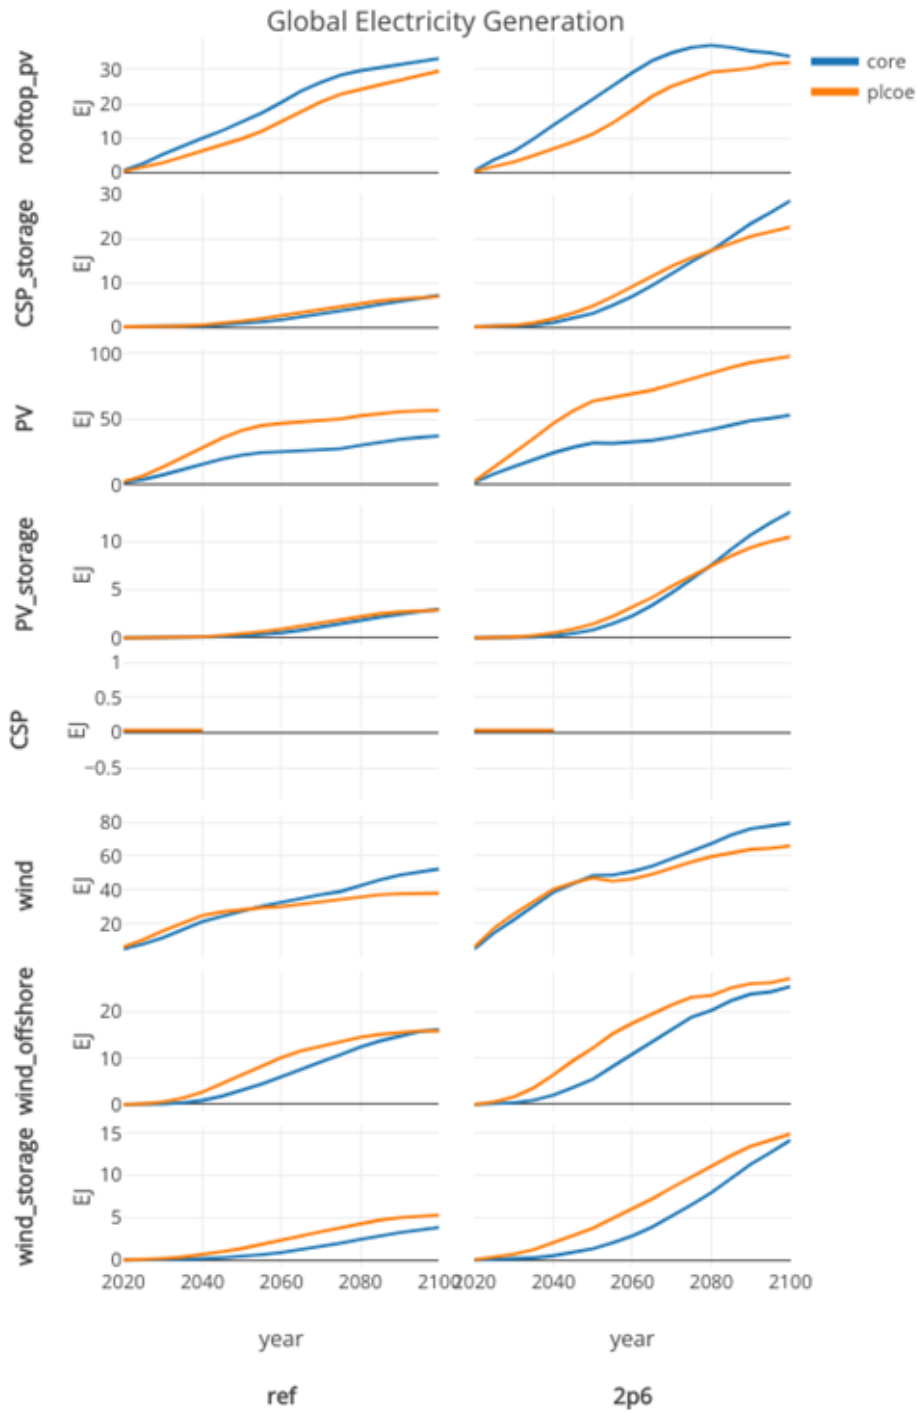 Global Electricity Generation
core
plcoe
rooftop_pv
EJ
30
20
10
0
CSP_storage
EJ
30
20
10
0
PV
EJ
100
50
0
PV_storage
EJ
10
5
0
CSP
EJ
1
0.5
0
−0.5
wind
EJ
80
60
40
20
wind_offshore
EJ
20
10
0
wind_storage
EJ
15
10
5
0
2020 2040 2060 2080 2100 2020 2040 2060 2080 2100
year year
ref 2p6